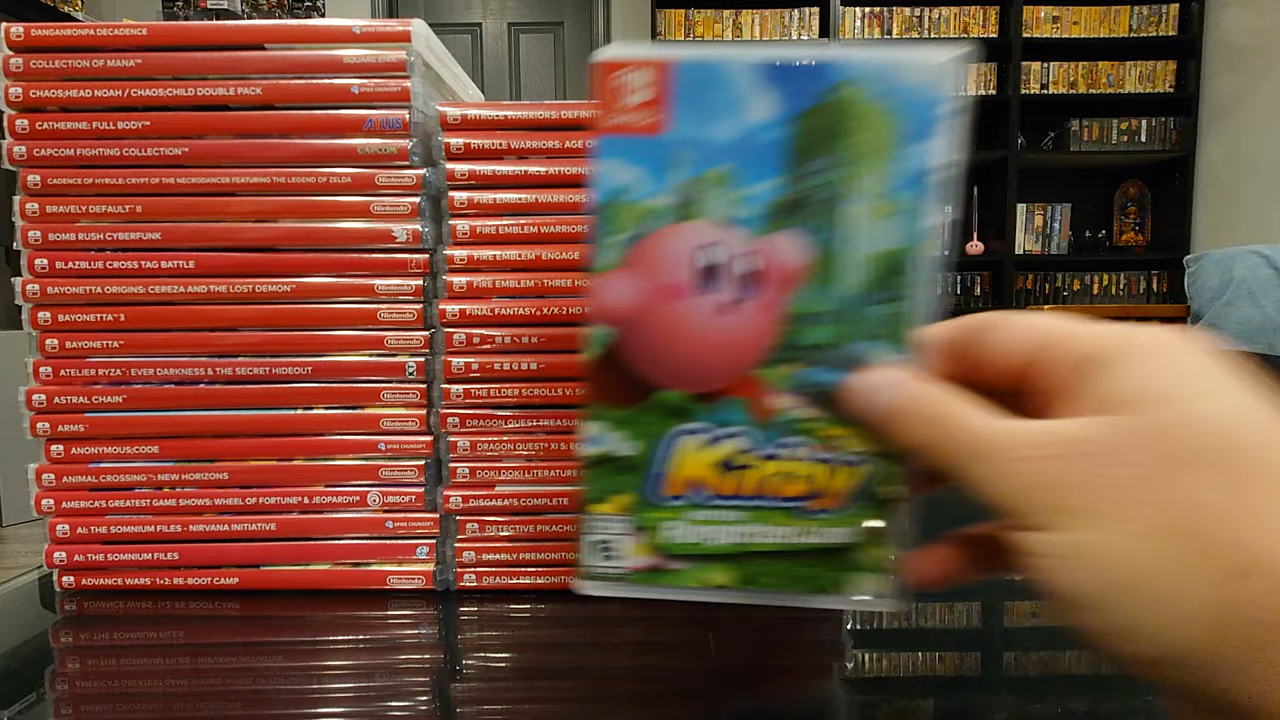 DANGANRONPA DECADENCE SPIKE CHUNSOFT
COLLECTION OF MANA™ SQUARE ENIX
CHAOS;HEAD NOAH / CHAOS;CHILD DOUBLE PACK SPIKE CHUNSOFT
CATHERINE: FULL BODY™ ATLUS
CAPCOM FIGHTING COLLECTION™ CAPCOM
CADENCE OF HYRULE: CRYPT OF THE NECRODANCER FEATURING THE LEGEND OF ZELDA Nintendo
BRAVELY DEFAULT™ II Nintendo
BOMB RUSH CYBERFUNK
BLAZBLUE CROSS TAG BATTLE
BAYONETTA ORIGINS: CEREZA AND THE LOST DEMON™ Nintendo
BAYONETTA™ 3 Nintendo
BAYONETTA™ Nintendo
ATELIER RYZA™: EVER DARKNESS & THE SECRET HIDEOUT KT
ASTRAL CHAIN™ Nintendo
ARMS™ Nintendo
ANONYMOUS;CODE SPIKE CHUNSOFT
ANIMAL CROSSING™: NEW HORIZONS Nintendo
AMERICA'S GREATEST GAME SHOWS: WHEEL OF FORTUNE® & JEOPARDY!® UBISOFT
AI: THE SOMNIUM FILES - NIRVANA INITIATIVE SPIKE CHUNSOFT
AI: THE SOMNIUM FILES
ADVANCE WARS™ 1+2: RE-BOOT CAMP Nintendo
HYRULE WARRIORS: DEFINIT
HYRULE WARRIORS: AGE O
THE GREAT ACE ATTORNEY
FIRE EMBLEM WARRIORS:
FIRE EMBLEM WARRIORS
FIRE EMBLEM™ ENGAGE
FIRE EMBLEM™: THREE HOU
FINAL FANTASY® X/X-2 HD R
THE ELDER SCROLLS V: SK
DRAGON QUEST TREASUR
DRAGON QUEST® XI S: EC
DOKI DOKI LITERATURE C
DISGAEA 5 COMPLETE
DETECTIVE PIKACHU
DEADLY PREMONITION
DEADLY PREMONITION
Kirby